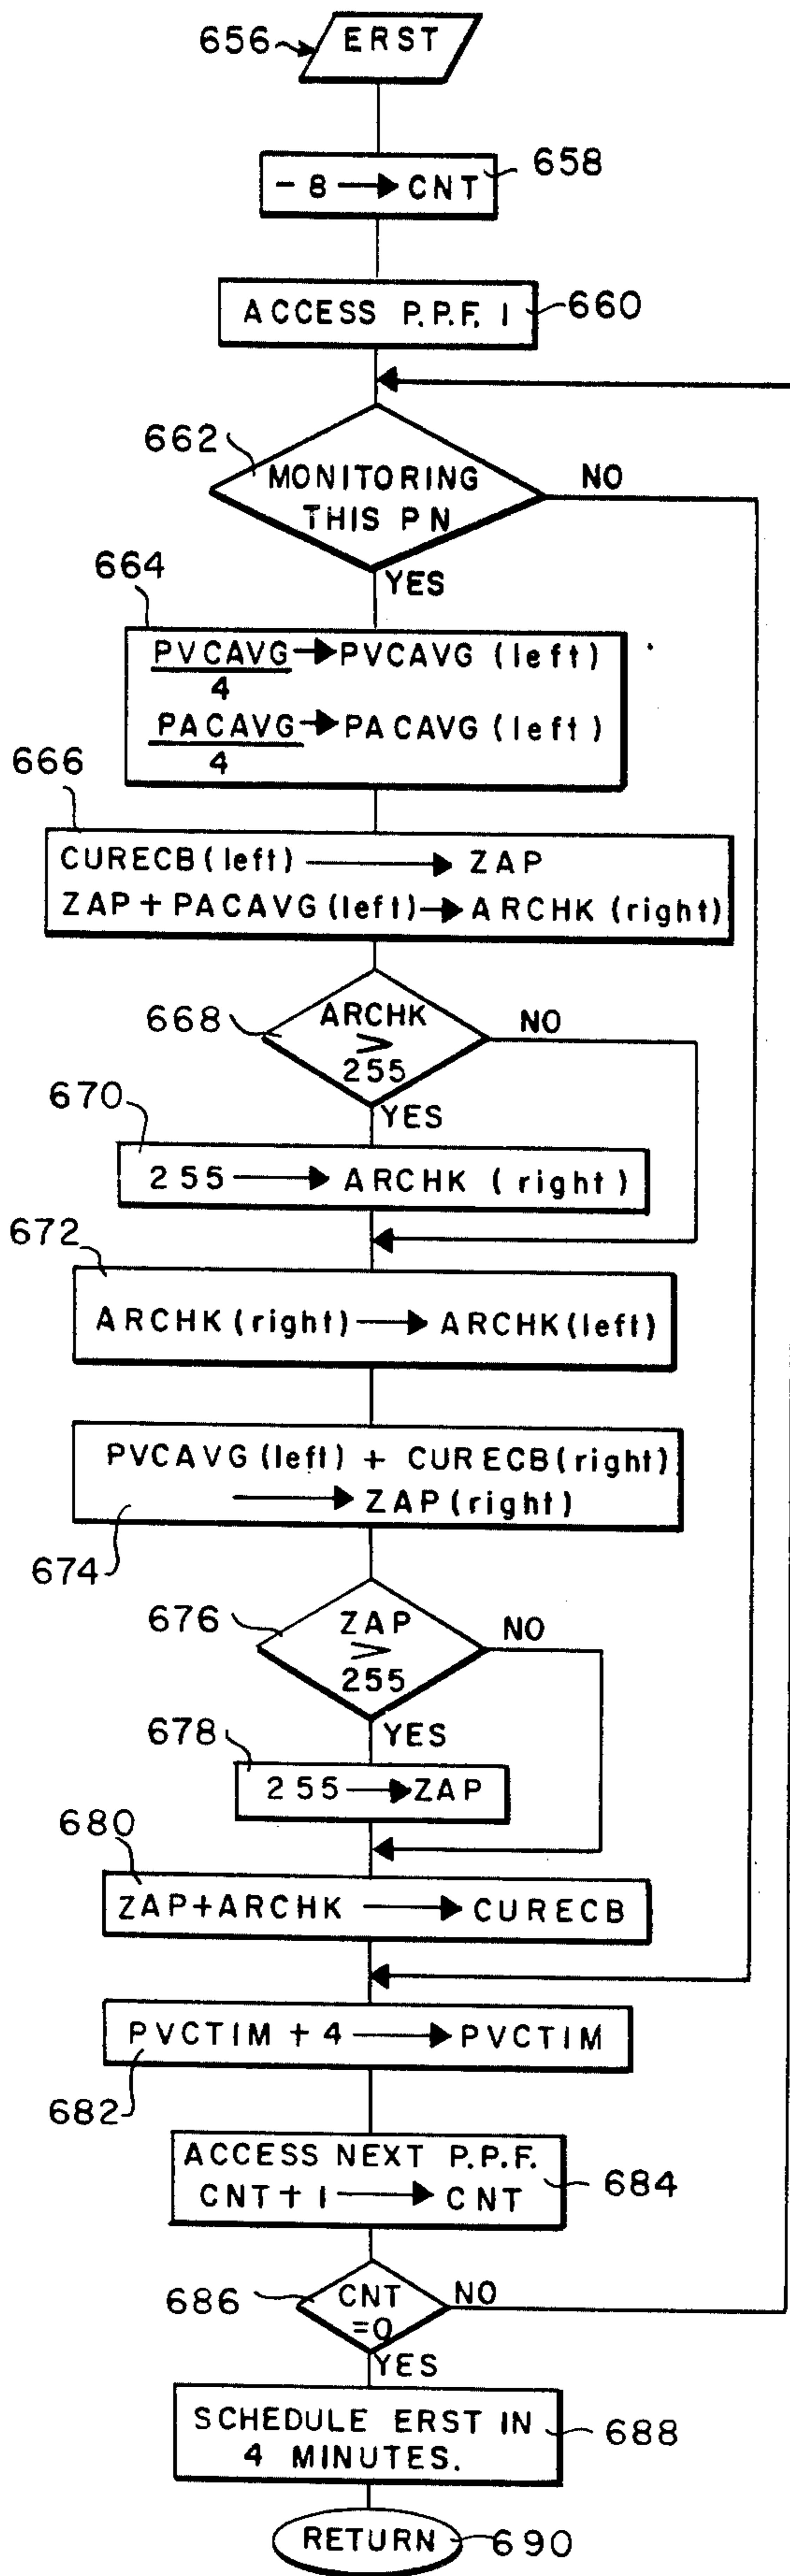 656 ERST
-8 → CNT 658
ACCESS P.P.F. 1 660
662
MONITORING
THIS PN
NO
YES
664
PVCAVG → PVCAVG (left)
4
PACAVG → PACAVG (left)
4
666
CURECB (left) → ZAP
ZAP + PACAVG (left) → ARCHK (right)
668
ARCHK
>
255
NO
YES
670
255 → ARCHK (right)
672
ARCHK (right) → ARCHK (left)
PVCAVG (left) + CURECB (right)
→ ZAP (right)
674
676
ZAP
>
255
NO
YES
678
255 → ZAP
680
ZAP+ARCHK → CURECB
PVCTIM + 4 → PVCTIM
682
ACCESS NEXT P.P.F.
CNT + 1 → CNT
684
686
CNT
=0
NO
YES
SCHEDULE ERST IN
4 MINUTES.
688
RETURN 690